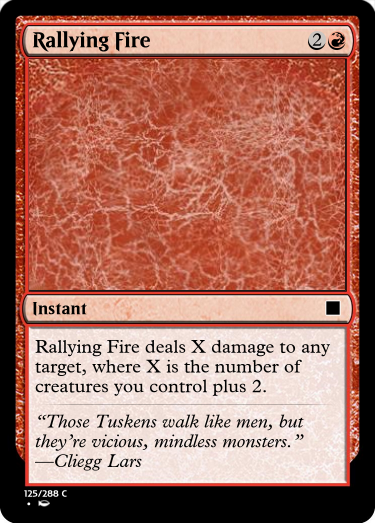 Rallying Fire 2
Instant
Rallying Fire deals X damage to any
target, where X is the number of
creatures you control plus 2.
“Those Tuskens walk like men, but
they’re vicious, mindless monsters.”
—Cliegg Lars
125/288 C